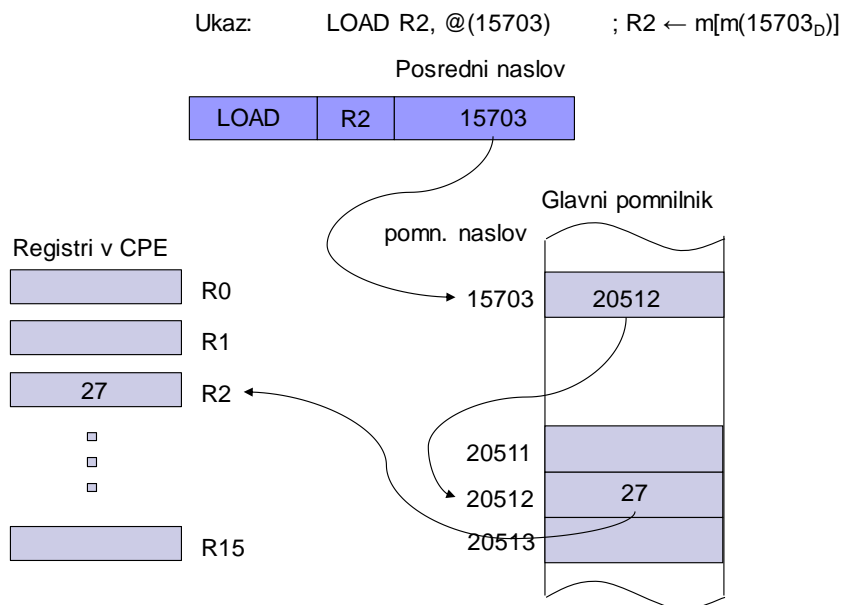 Ukaz: LOAD R2, @(15703) ; R2 ← m[m(15703D)]
Posredni naslov
LOAD R2 15703
Glavni pomnilnik
pomn. naslov
Registri v CPE
R0
15703 20512
R1
27 R2
20511
20512 27
R15
20513